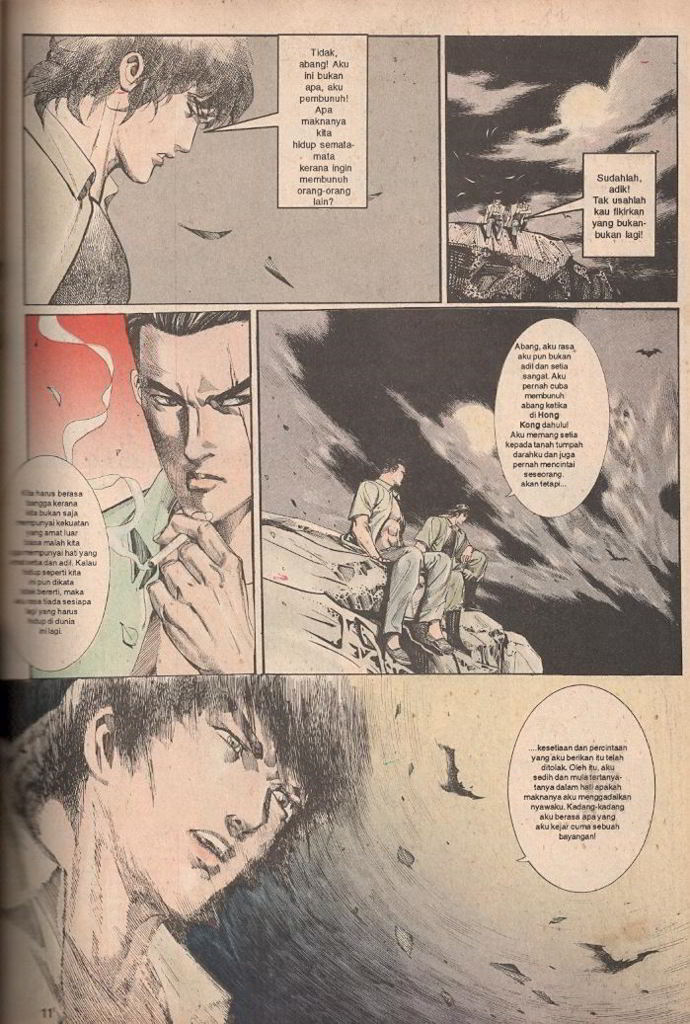 Tidak,
abang! Aku
ini bukan
apa, aku
pembunuh!
Apa
maknanya
kita
hidup semata-
mata
kerana ingin
membunuh
orang-orang
lain?
Sudahlah,
adik!
Tak usahlah
kau fikirkan
yang bukan-
bukan lagi!
Kita harus berasa
bangga kerana
kita bukan saja
mempunyai kekuatan
yang amat luar
biasa malah kita
mempunyai hati yang
setia dan adil. Kalau
hidup seperti kita
ini pun dikata
tidak bererti, maka
aku rasa tiada sesiapa
lagi yang harus
hidup di dunia
ini lagi.
Abang, aku rasa
aku pun bukan
adil dan setia
sangat. Aku
pernah cuba
membunuh
abang ketika
di Hong
Kong dahulu!
Aku memang setia
kepada tanah tumpah
darahku dan juga
pernah mencintai
seseorang.
akan tetapi...
....kesetiaan dan percintaan
yang aku berikan itu telah
ditolak. Oleh itu, aku
sedih dan mula tertanya-
tanya dalam hati apakah
maknanya aku menggadaikan
nyawaku. Kadang-kadang
aku berasa apa yang
aku kejar cuma sebuah
bayangan!
11